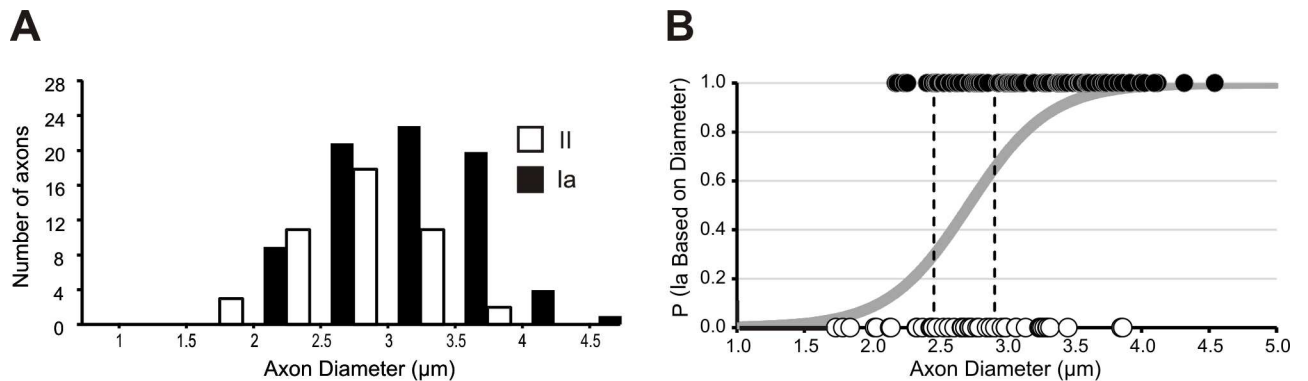 A
28
24
20
16
12
8
4
0
Number of axons
II
Ia
1 1.5 2 2.5 3 3.5 4 4.5
Axon Diameter (µm)
B
1.0
0.8
0.6
0.4
0.2
0.0
P (Ia Based on Diameter)
1.0 2.0 2.5 3.0 3.5 4.0 4.5 5.0
Axon Diameter (µm)